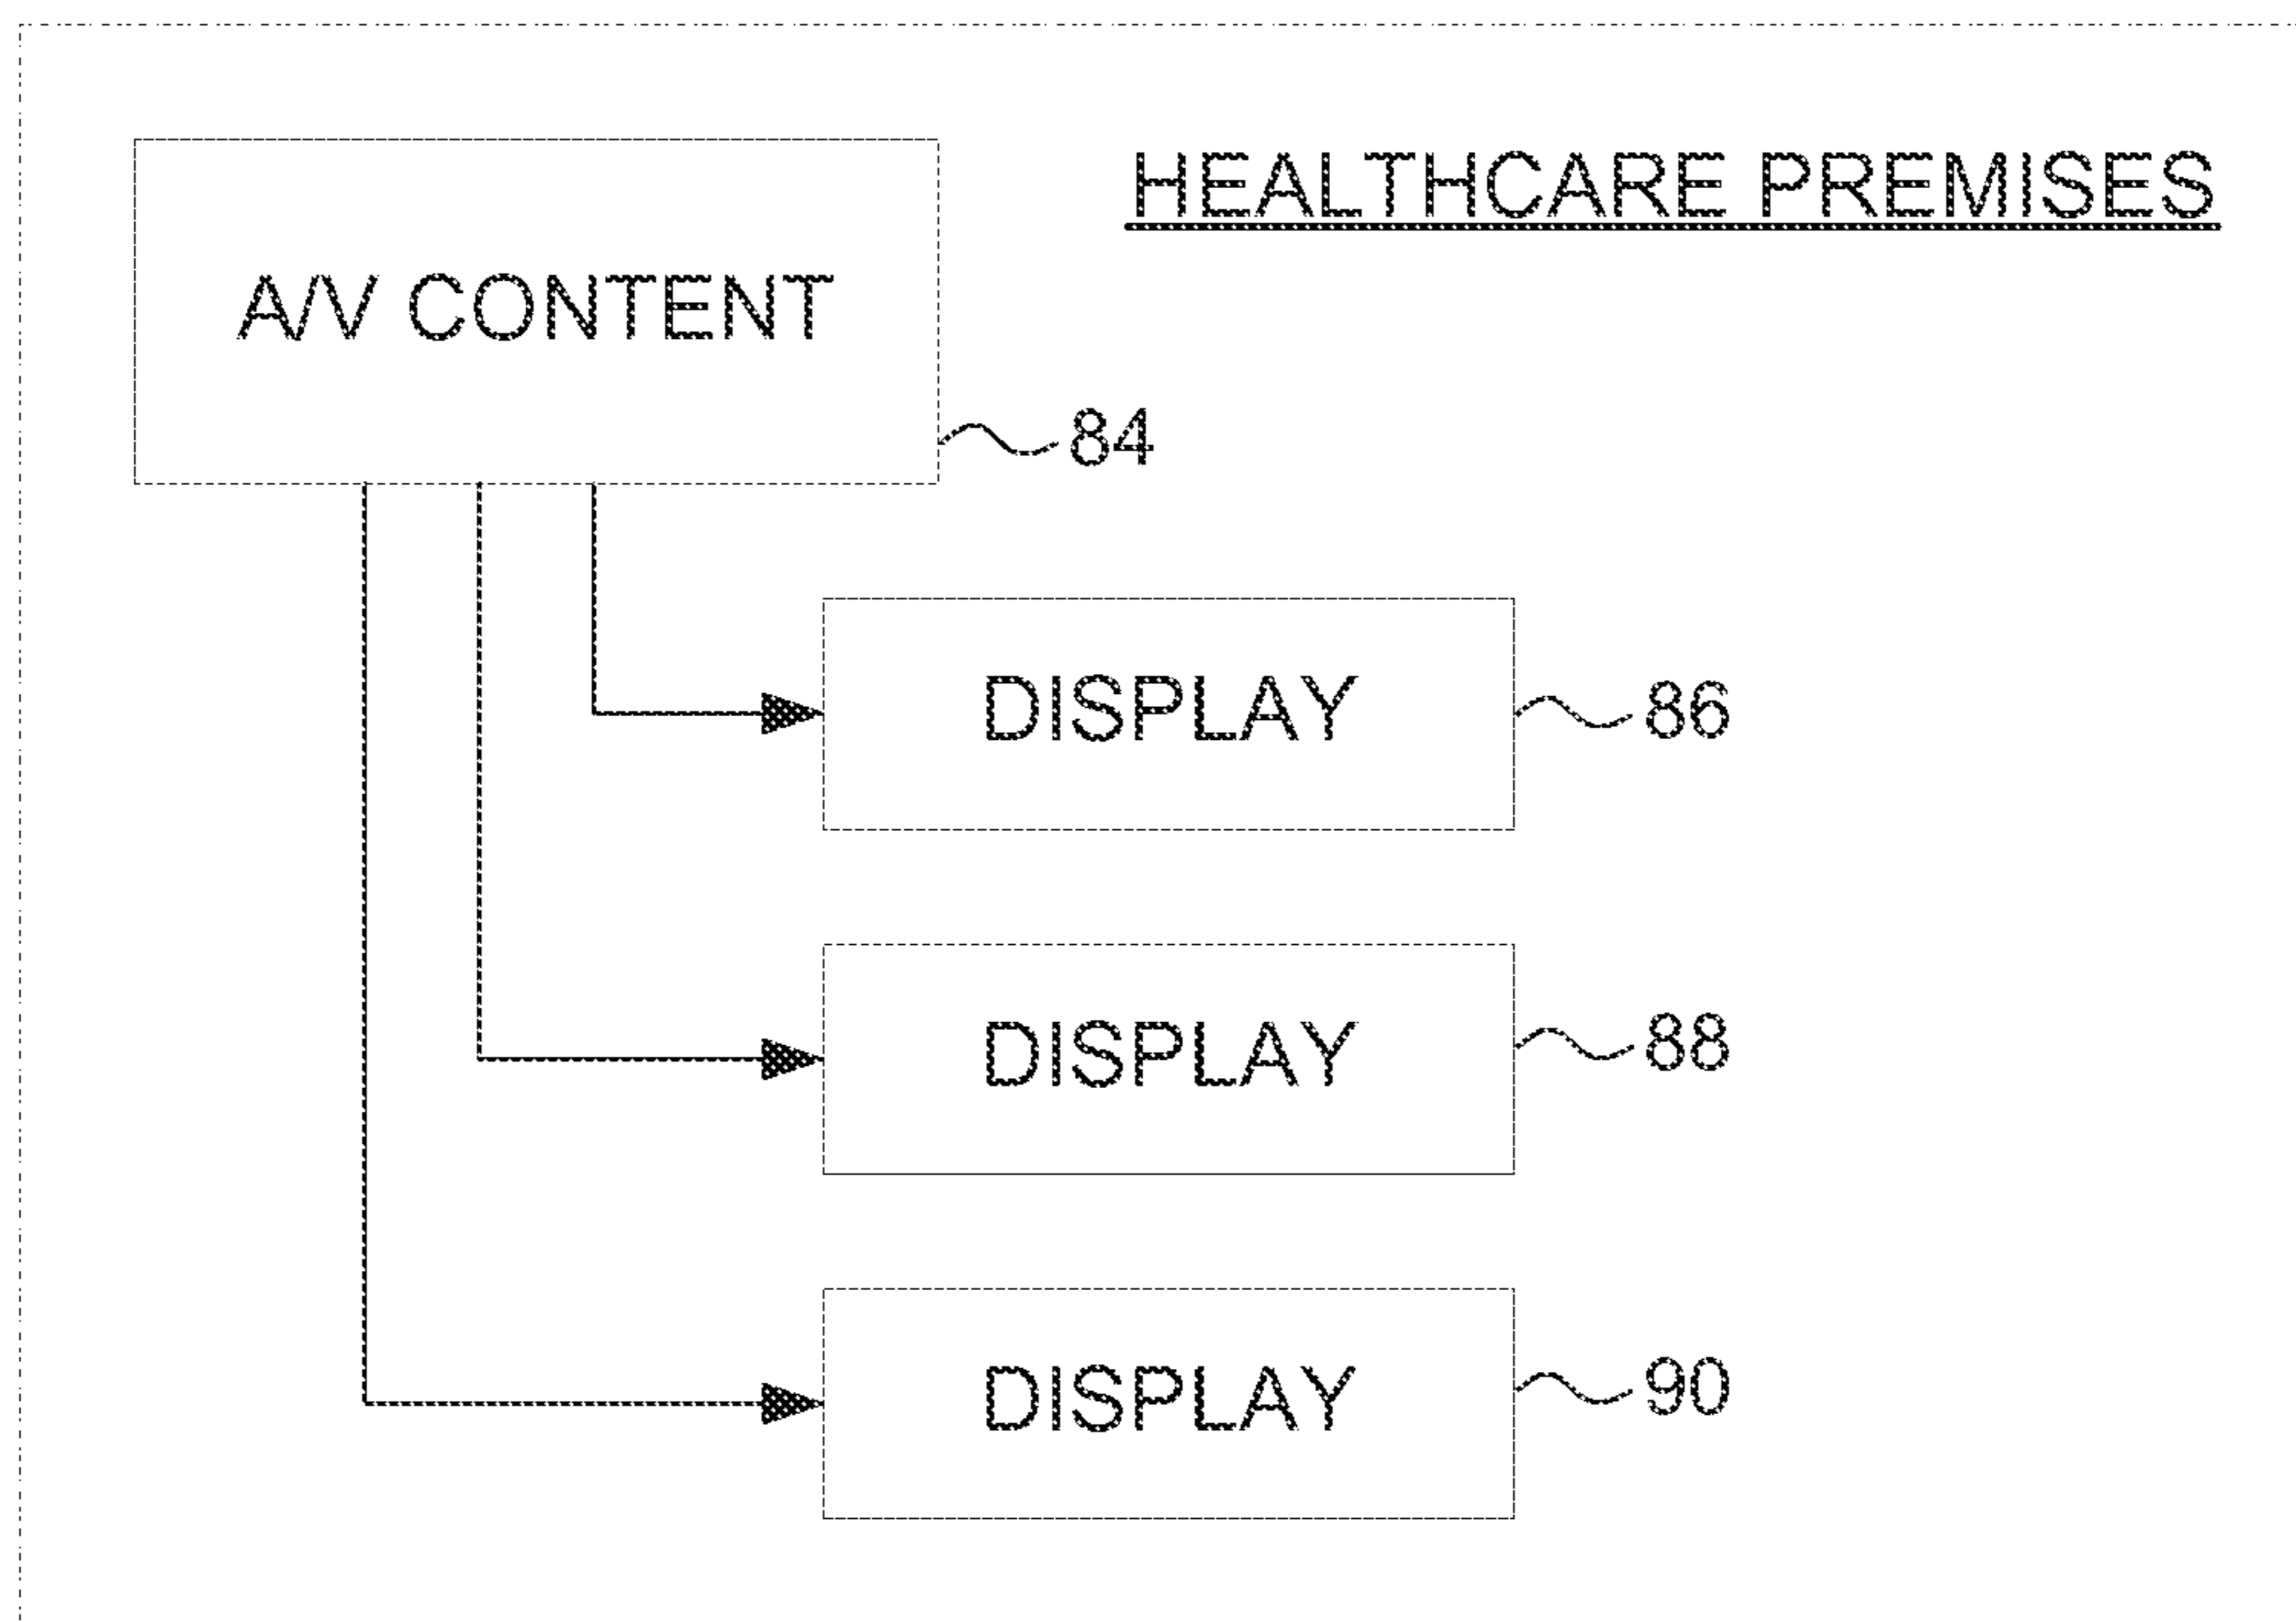 HEALTHCARE PREMISES
A/V CONTENT
84
DISPLAY
86
DISPLAY
88
DISPLAY
90